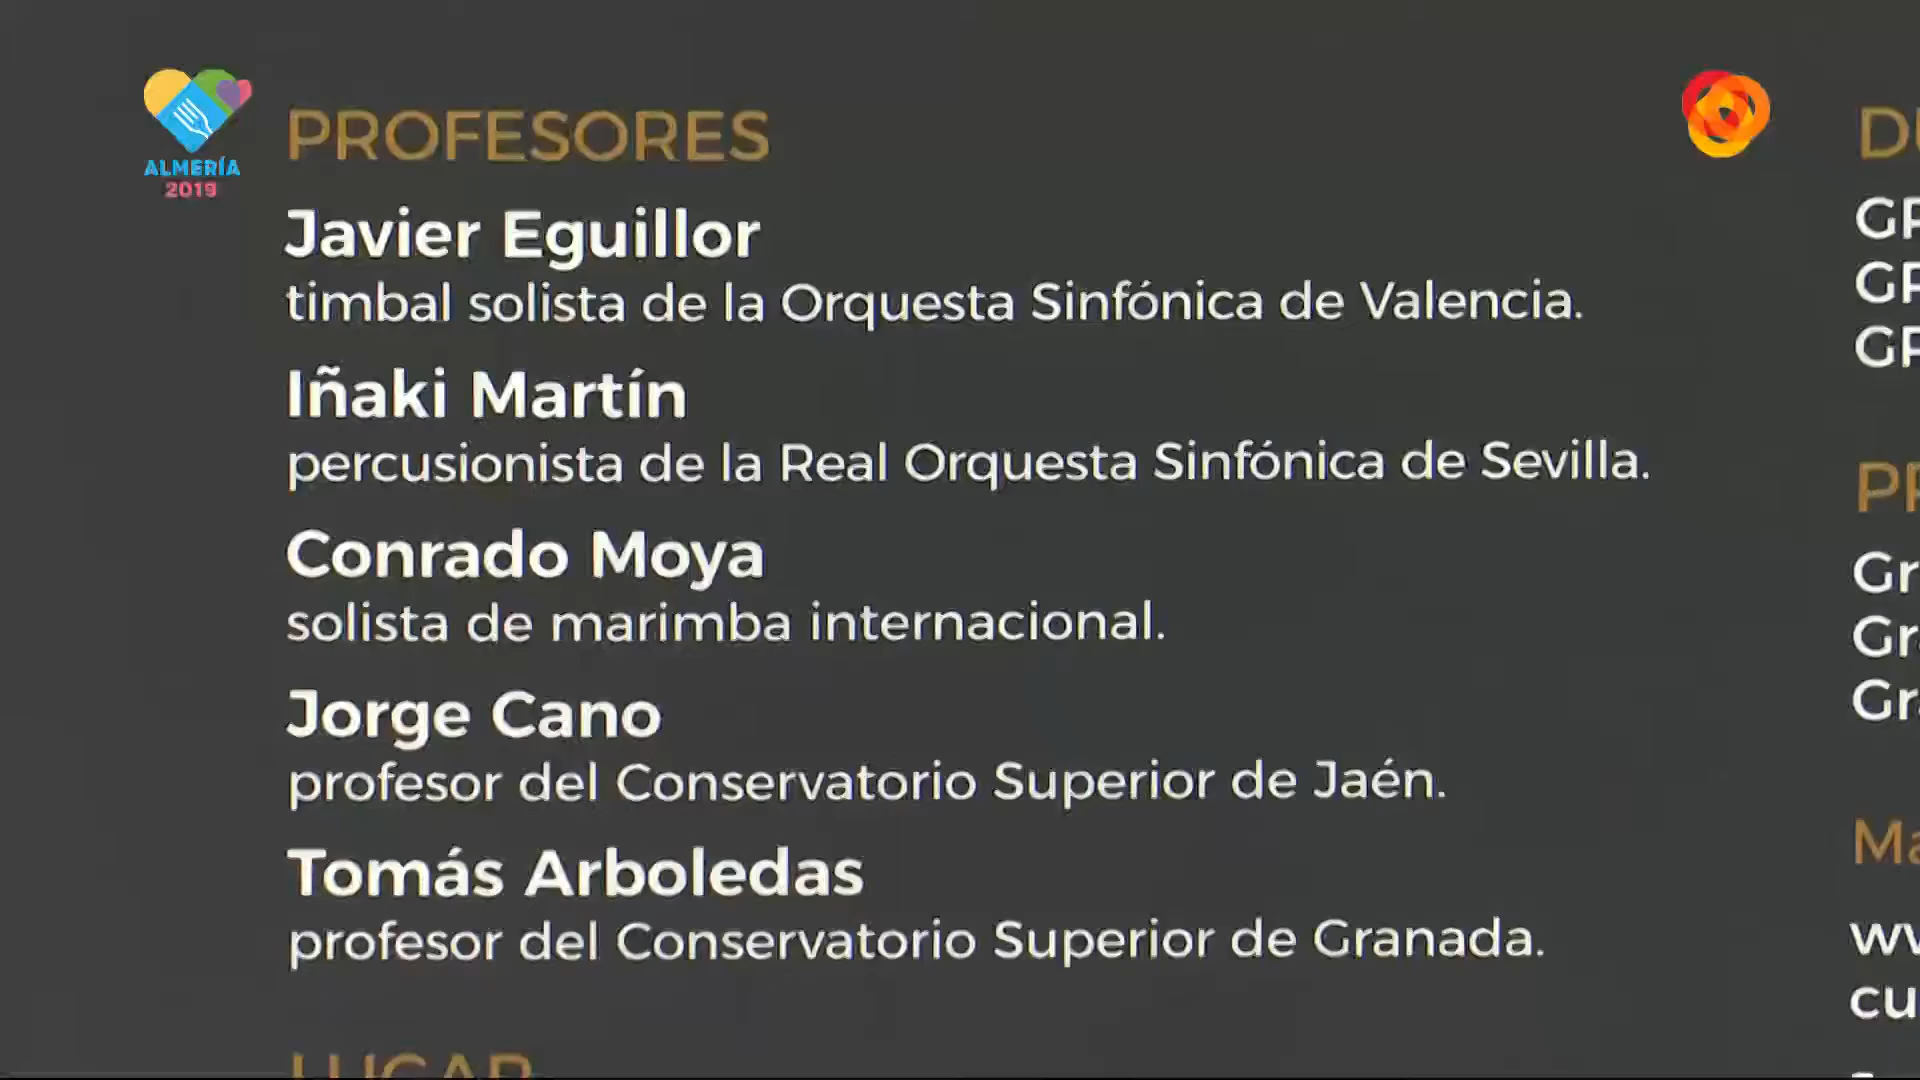 ALMERÍA
2019
PROFESORES
Javier Eguillor
timbal solista de la Orquesta Sinfónica de Valencia.
Iñaki Martín
percusionista de la Real Orquesta Sinfónica de Sevilla.
Conrado Moya
solista de marimba internacional.
Jorge Cano
profesor del Conservatorio Superior de Jaén.
Tomás Arboledas
profesor del Conservatorio Superior de Granada.
LUGAR